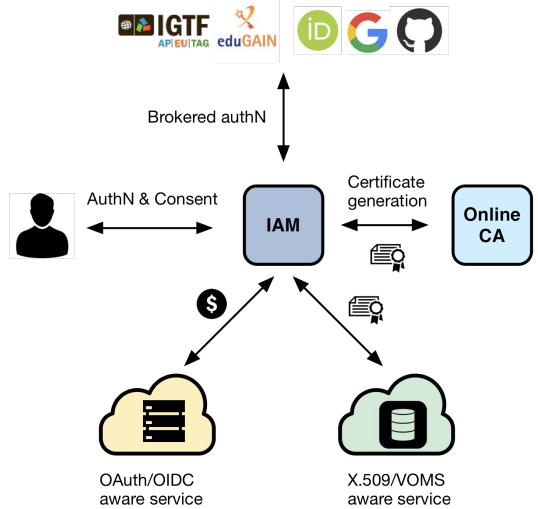 IGTF
AP|EU|TAG
eduGAIN
iD
Brokered authN
AuthN & Consent
IAM
Certificate
generation
Online
CA
$
OAuth/OIDC
aware service
X.509/VOMS
aware service